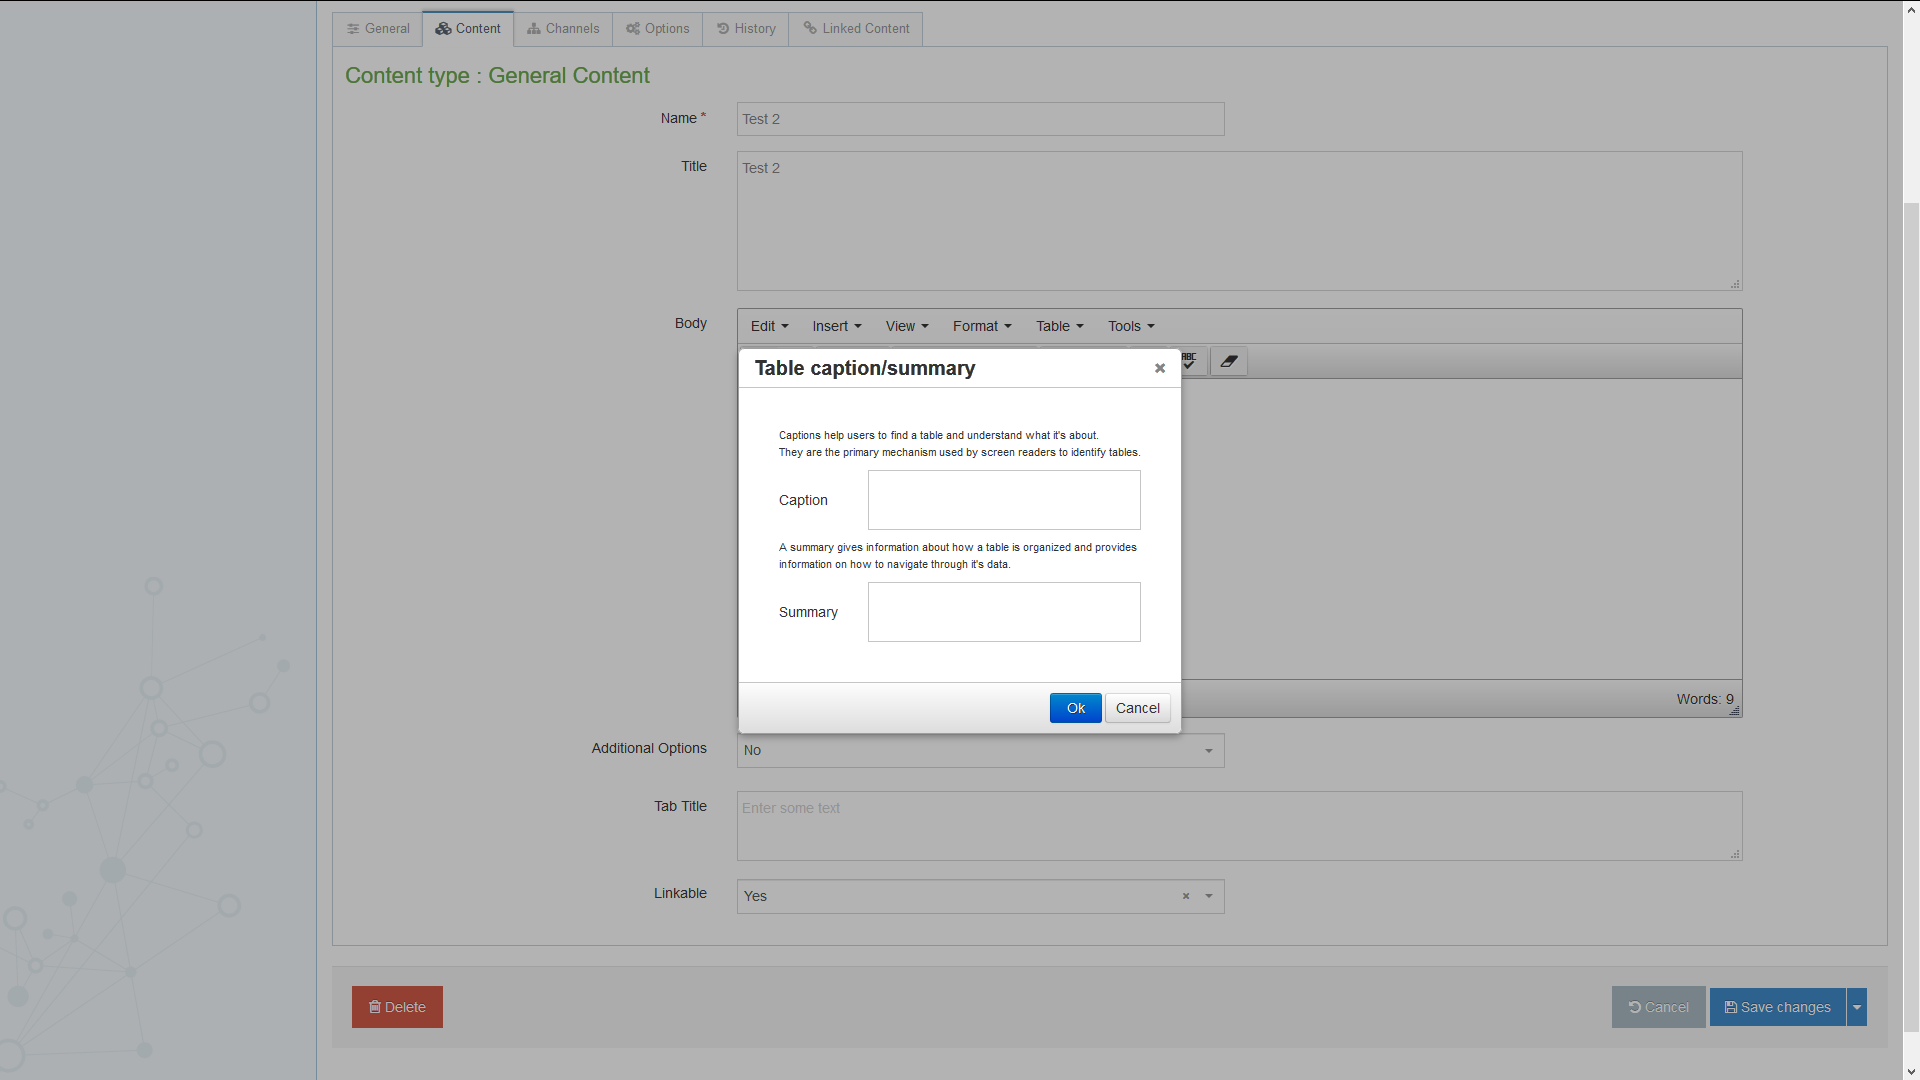 General Content Channels Options History Linked Content
Content type : General Content
Name *
Test 2
Title
Test 2
Body
Edit Insert View Format Table Tools
ABC
Table caption/summary
Captions help users to find a table and understand what it's about.
They are the primary mechanism used by screen readers to identify tables.
Caption
A summary gives information about how a table is organized and provides
information on how to navigate through it's data.
Summary
Ok Cancel
Words: 9
Additional Options
No
Tab Title
Enter some text
Linkable
Yes
Delete
Cancel Save changes